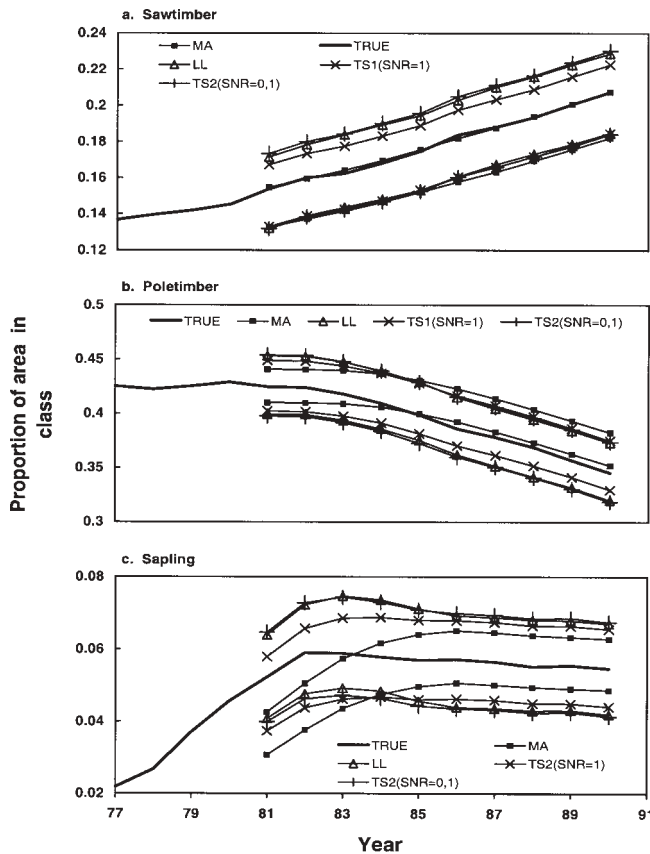 a. Sawtimber
0.24
0.22
0.2
0.18
0.16
0.14
0.12
MA
TRUE
LL
TS1(SNR=1)
TS2(SNR=0,1)
b. Poletimber
0.5
0.45
0.4
0.35
0.3
TRUE MA LL TS1(SNR=1) TS2(SNR=0,1)
Proportion of area in
class
c. Sapling
0.08
0.06
0.04
0.02
TRUE
MA
LL
TS2(SNR=1)
TS2(SNR=0,1)
77 79 81 83 85 87 89 91
Year